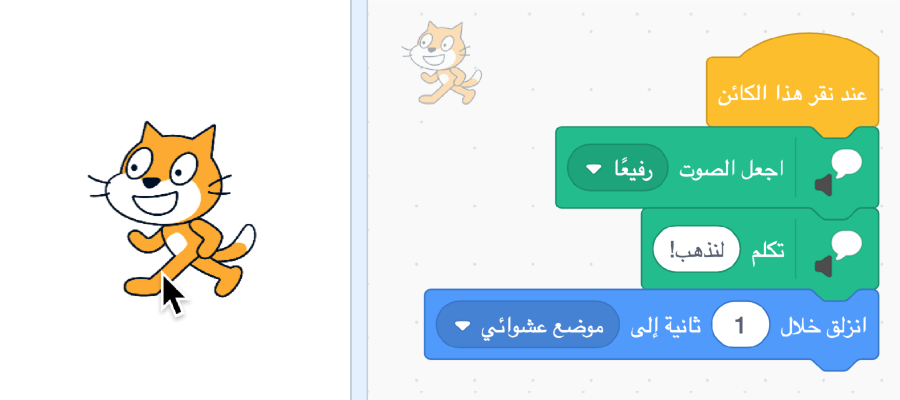 عند نقر هذا الكائن
اجعل الصوت رفيعًا
تكلم لنذهب!
انزلق خلال 1 ثانية إلى موضع عشوائي